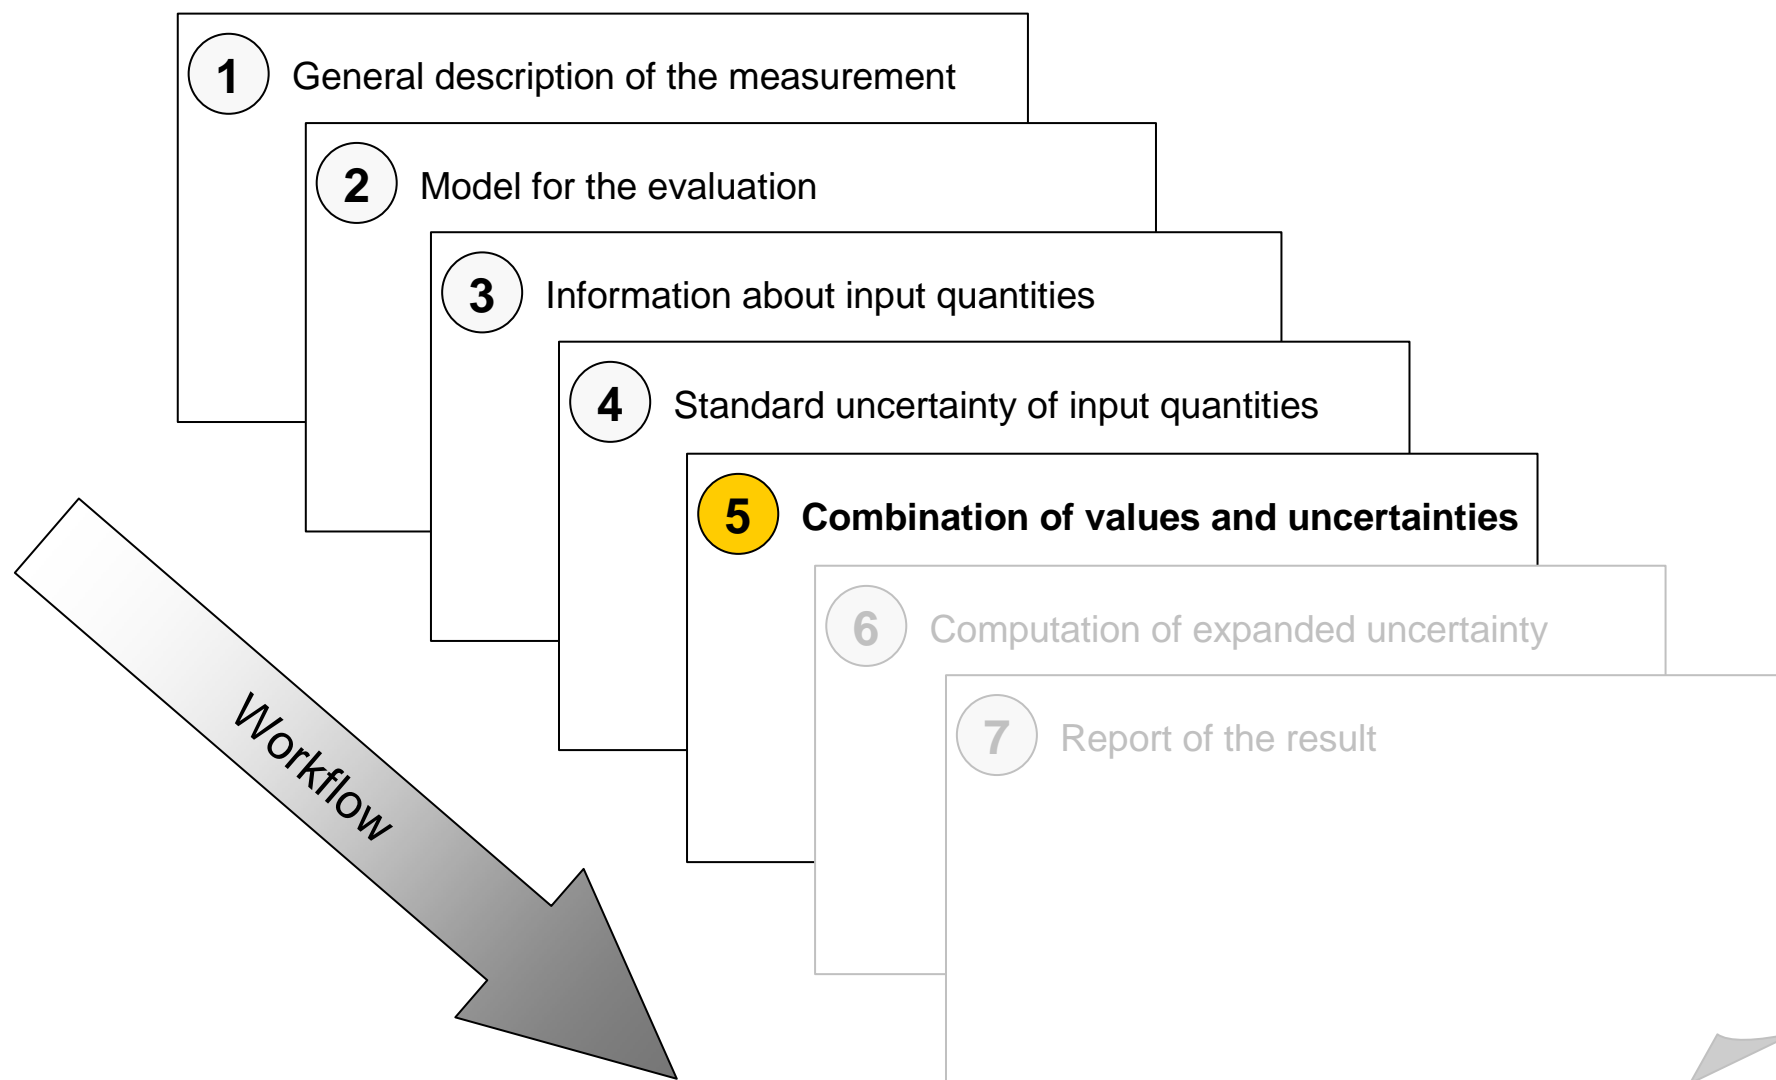 1 General description of the measurement
2 Model for the evaluation
3 Information about input quantities
4 Standard uncertainty of input quantities
5 Combination of values and uncertainties
6 Computation of expanded uncertainty
7 Report of the result
Workflow